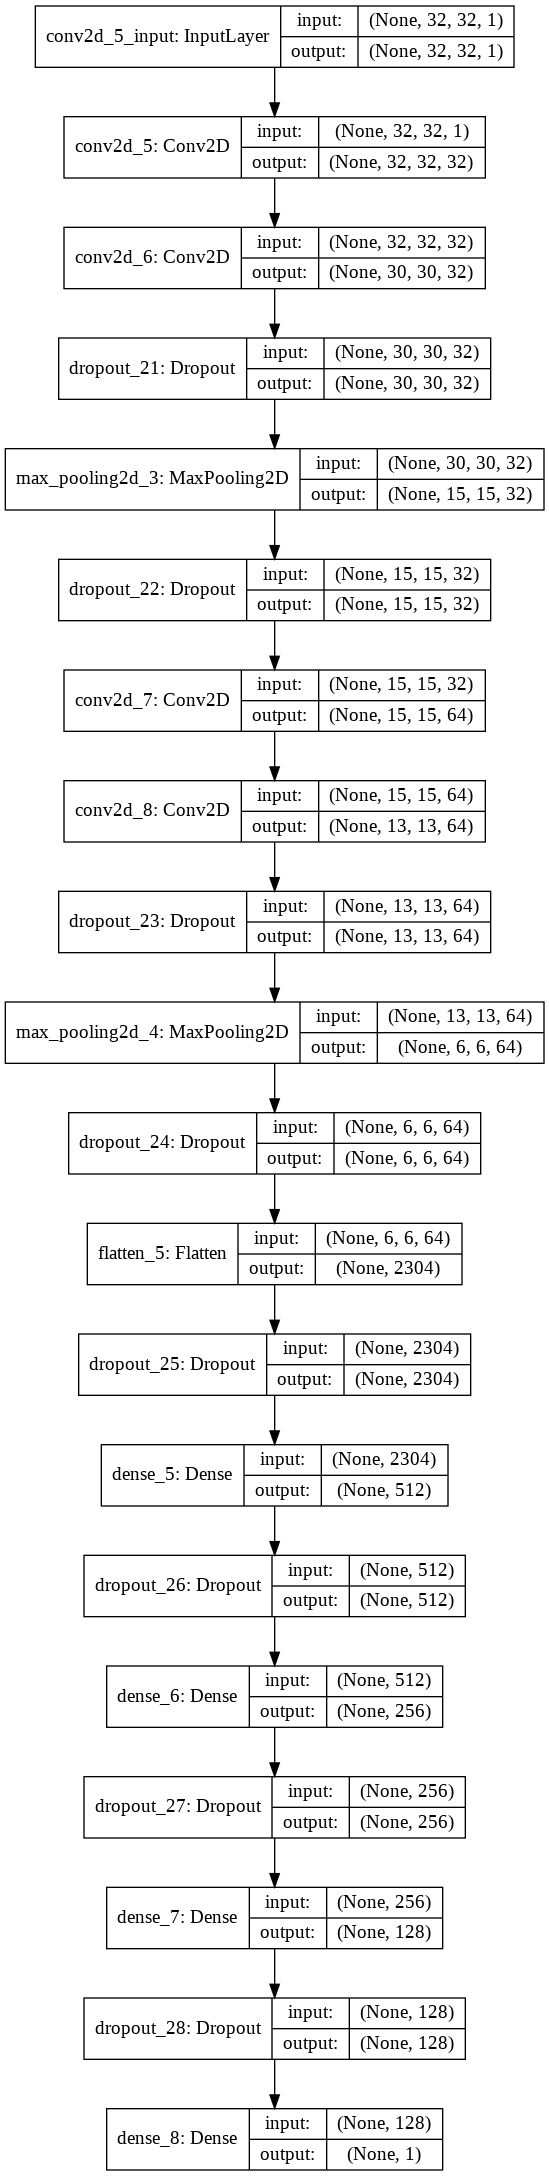 conv2d_5_input: InputLayer
input: (None, 32, 32, 1)
output: (None, 32, 32, 1)
conv2d_5: Conv2D
input: (None, 32, 32, 1)
output: (None, 32, 32, 32)
conv2d_6: Conv2D
input: (None, 32, 32, 32)
output: (None, 30, 30, 32)
dropout_21: Dropout
input: (None, 30, 30, 32)
output: (None, 30, 30, 32)
max_pooling2d_3: MaxPooling2D
input: (None, 30, 30, 32)
output: (None, 15, 15, 32)
dropout_22: Dropout
input: (None, 15, 15, 32)
output: (None, 15, 15, 32)
conv2d_7: Conv2D
input: (None, 15, 15, 32)
output: (None, 15, 15, 64)
conv2d_8: Conv2D
input: (None, 15, 15, 64)
output: (None, 13, 13, 64)
dropout_23: Dropout
input: (None, 13, 13, 64)
output: (None, 13, 13, 64)
max_pooling2d_4: MaxPooling2D
input: (None, 13, 13, 64)
output: (None, 6, 6, 64)
dropout_24: Dropout
input: (None, 6, 6, 64)
output: (None, 6, 6, 64)
flatten_5: Flatten
input: (None, 6, 6, 64)
output: (None, 2304)
dropout_25: Dropout
input: (None, 2304)
output: (None, 2304)
dense_5: Dense
input: (None, 2304)
output: (None, 512)
dropout_26: Dropout
input: (None, 512)
output: (None, 512)
dense_6: Dense
input: (None, 512)
output: (None, 256)
dropout_27: Dropout
input: (None, 256)
output: (None, 256)
dense_7: Dense
input: (None, 256)
output: (None, 128)
dropout_28: Dropout
input: (None, 128)
output: (None, 128)
dense_8: Dense
input: (None, 128)
output: (None, 1)